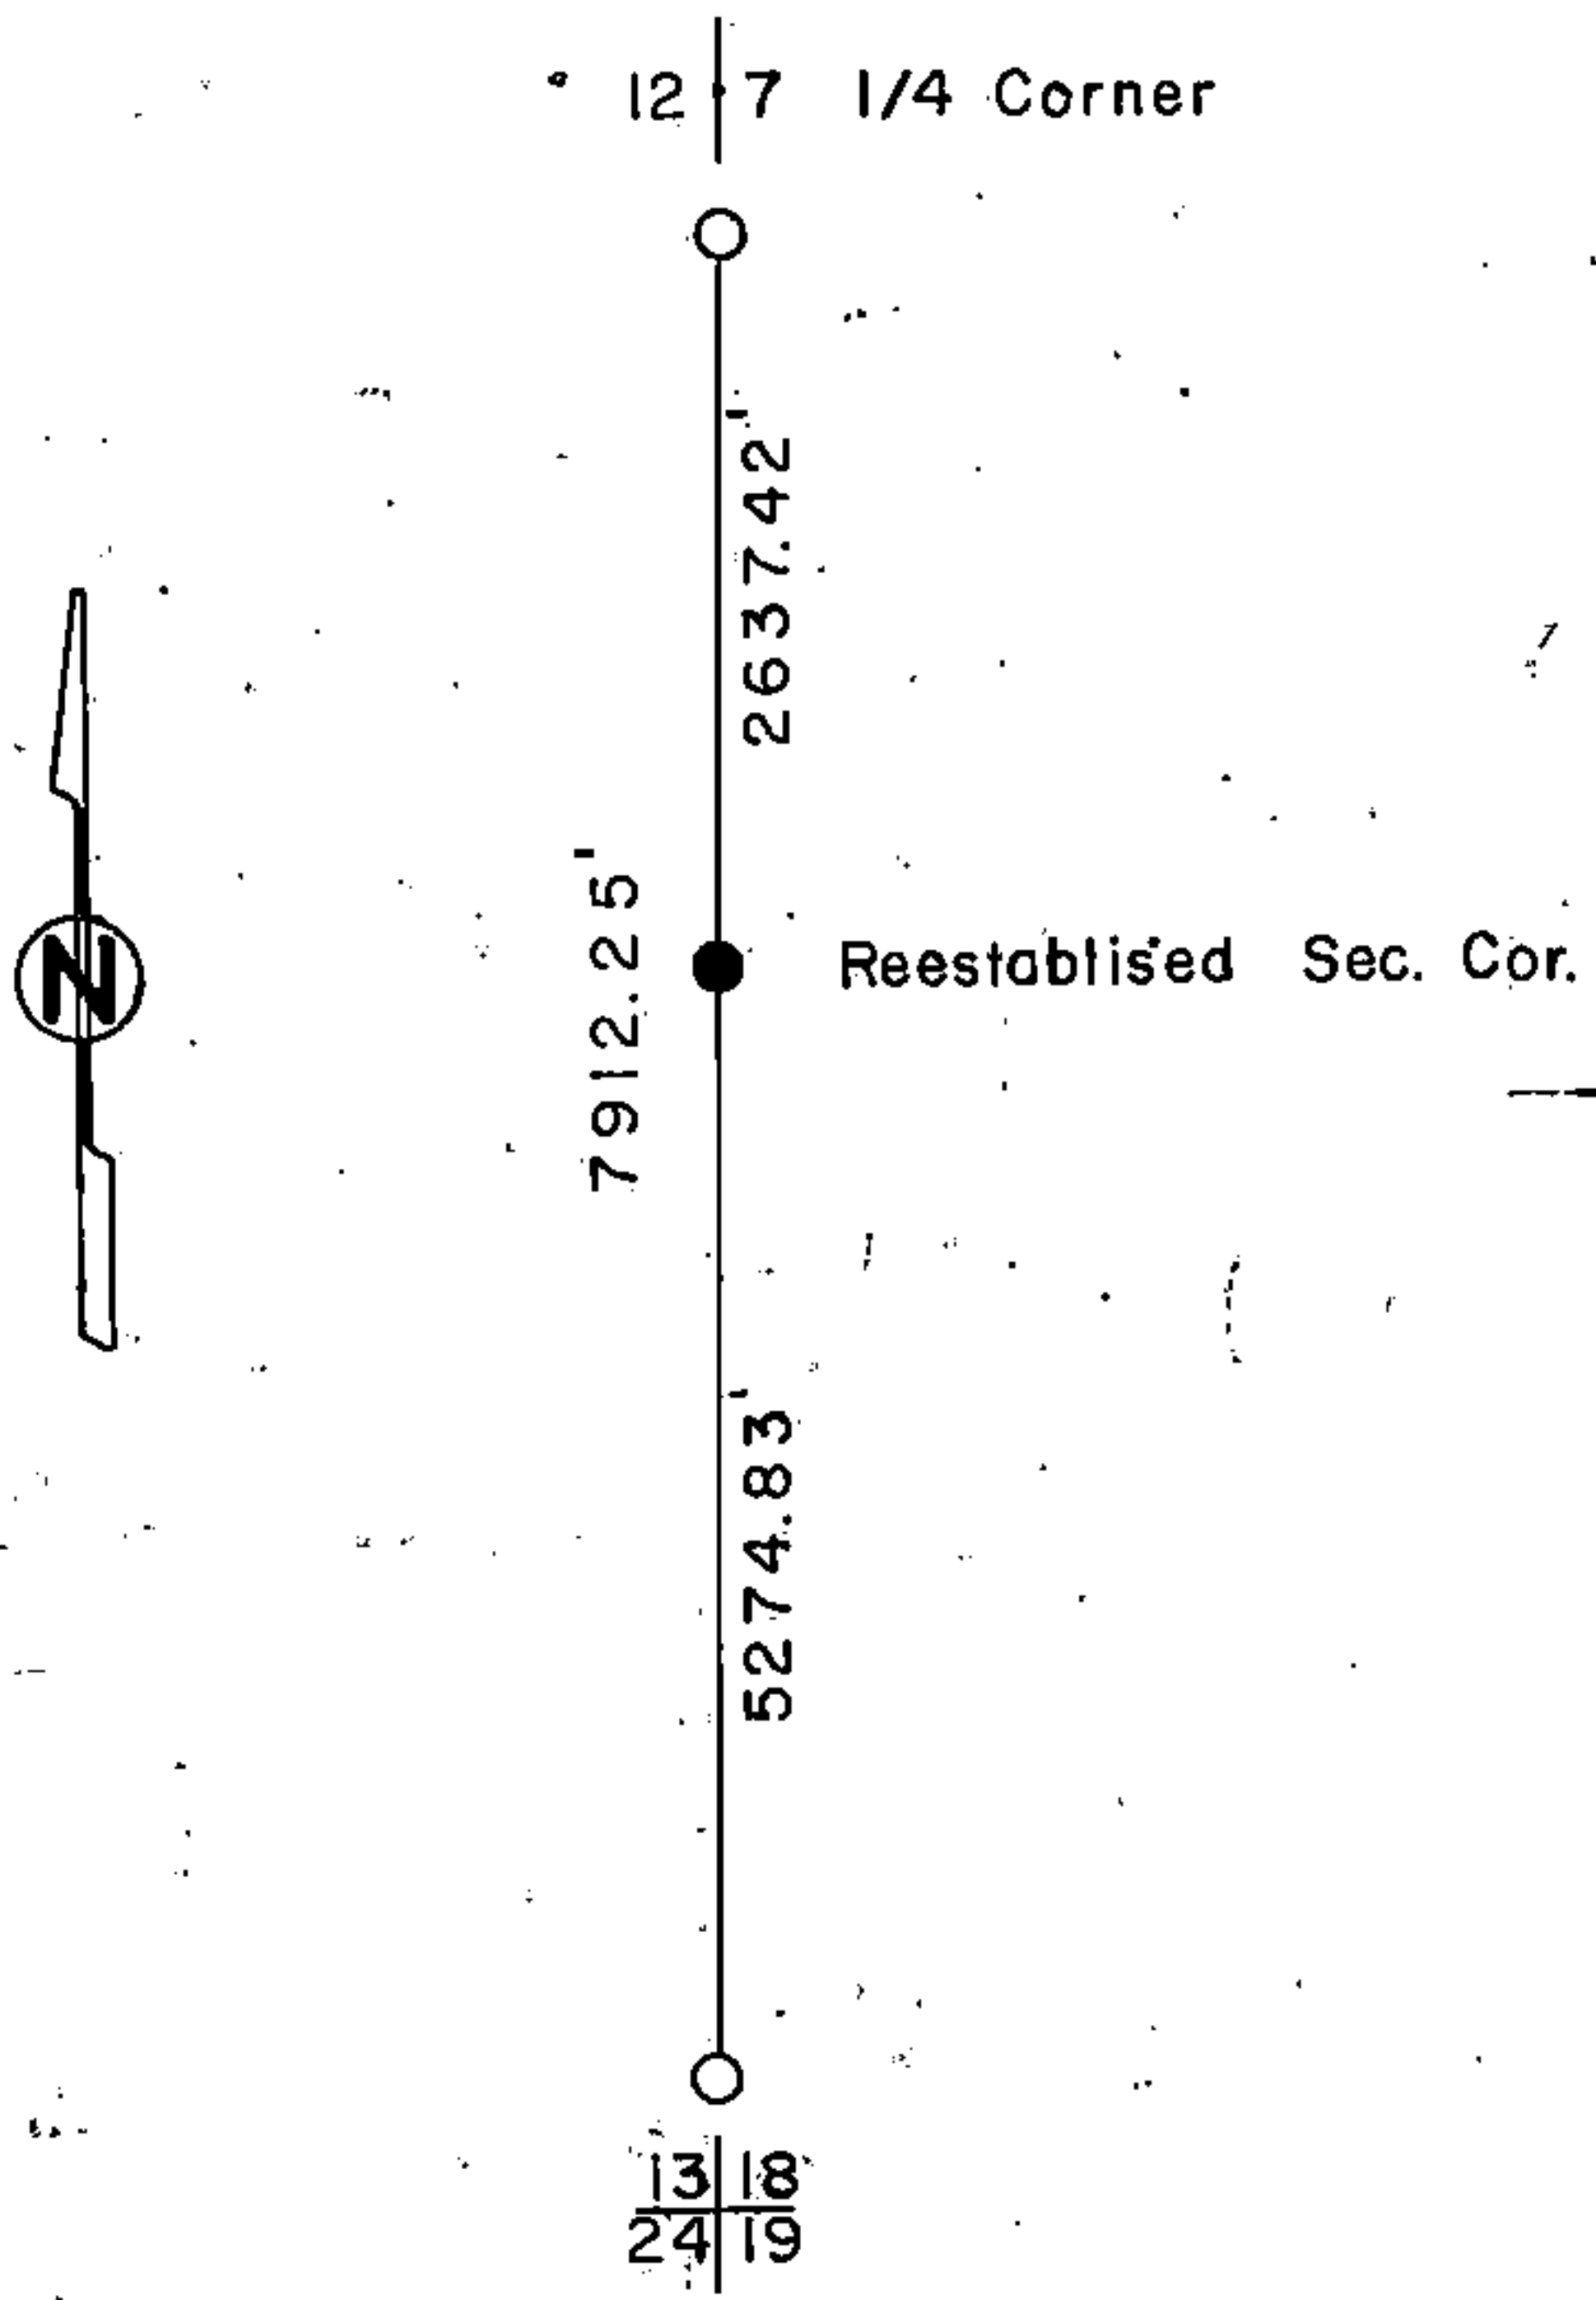 12 7 1/4 Corner
2637.42'
N
7912.25'
Reestablised Sec. Cor.
5274.83'
13 18
24 19